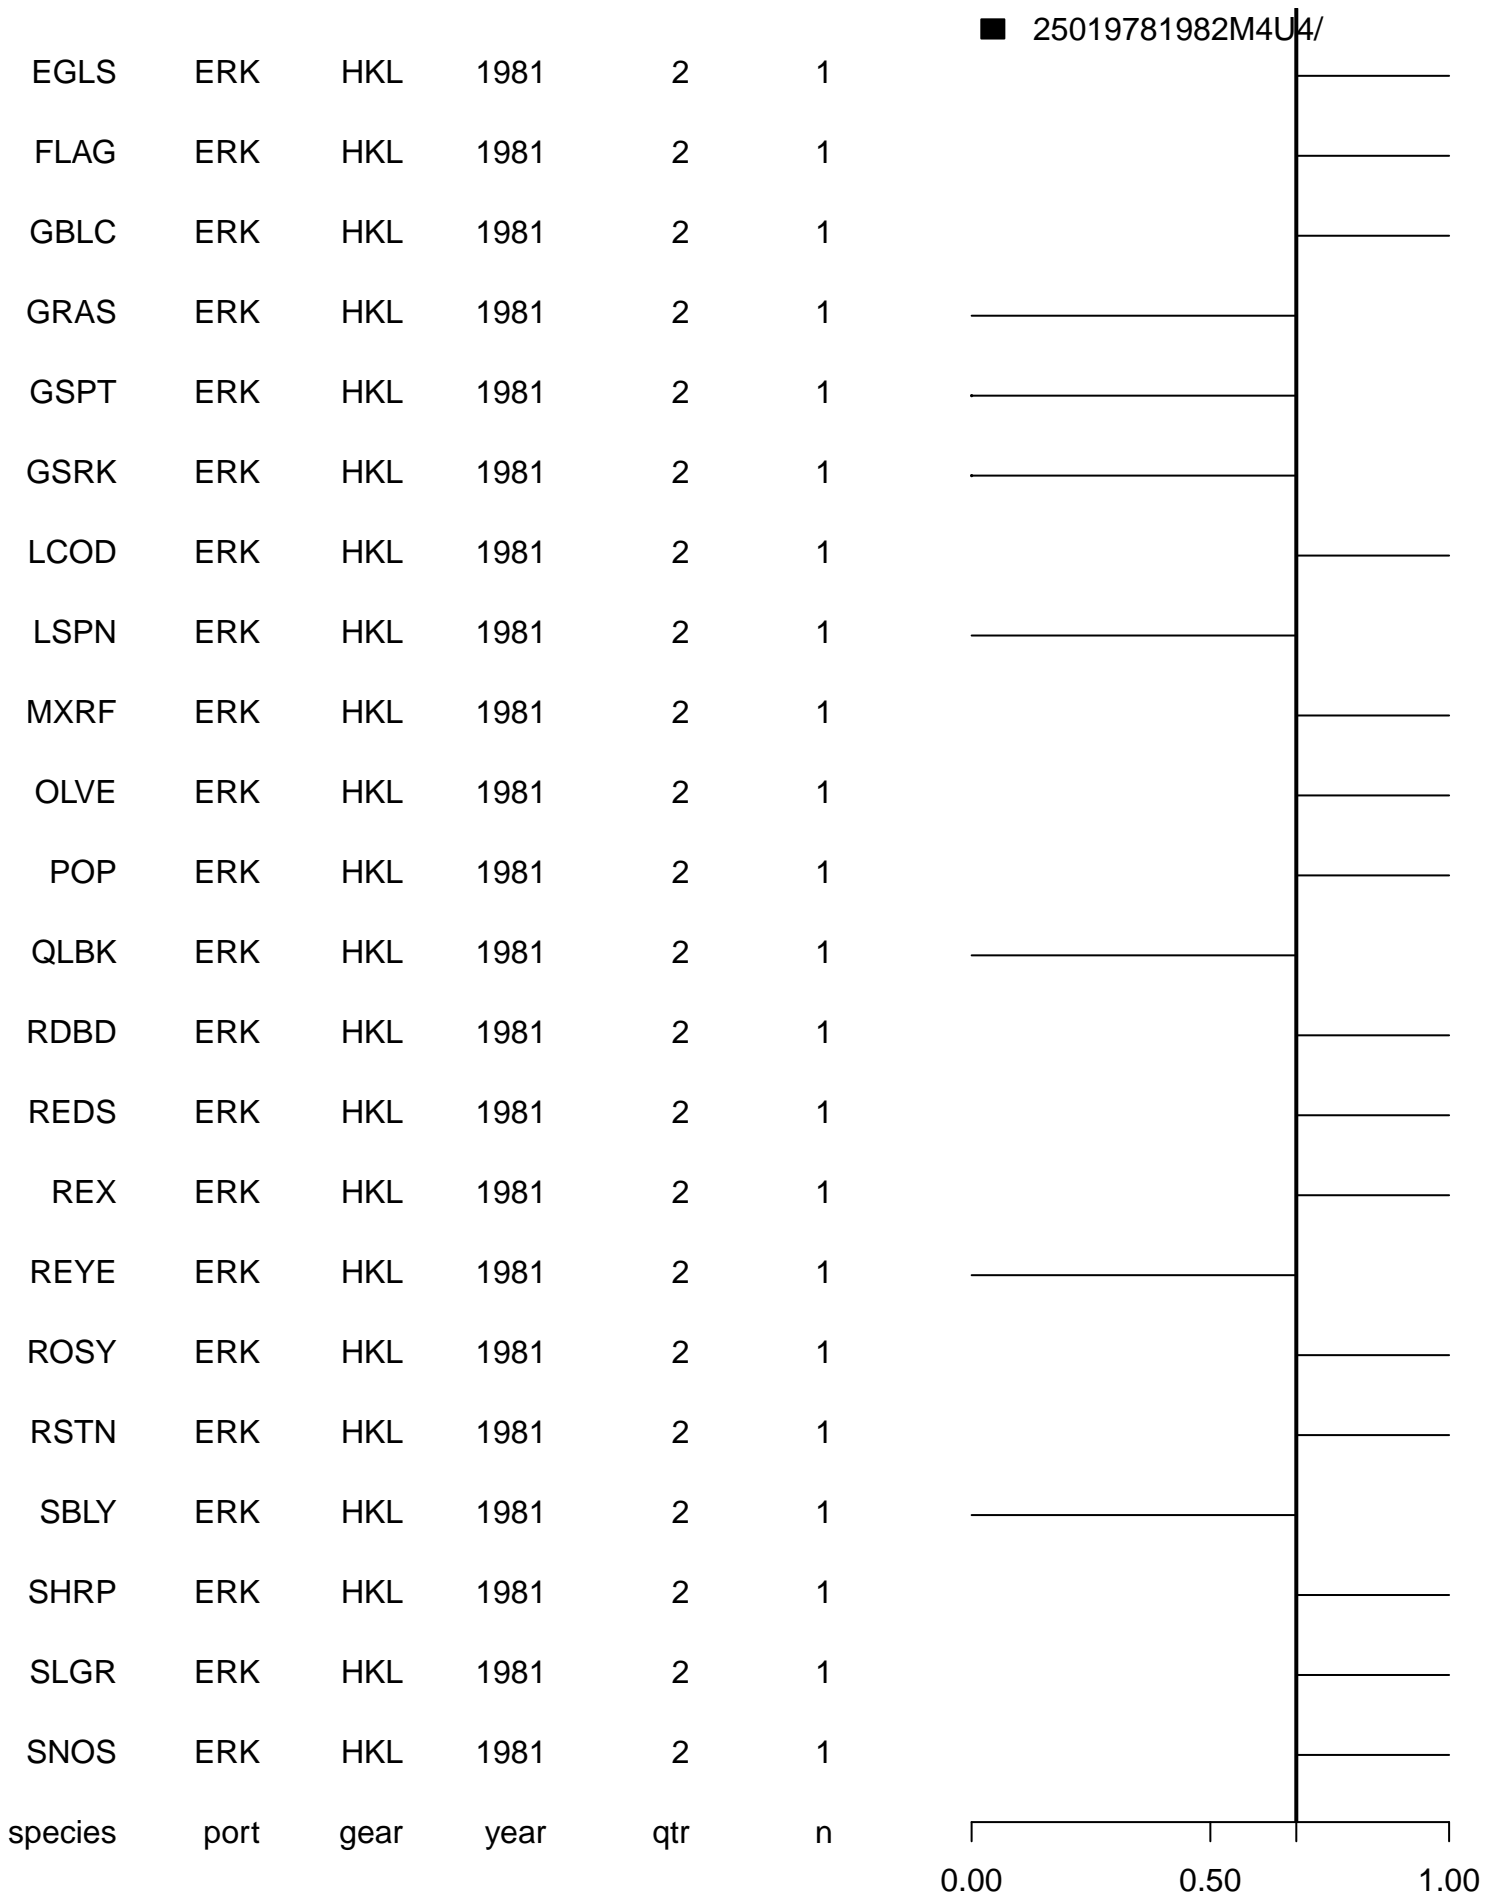 25019781982M4U4/
EGLS ERK HKL 1981 2 1
FLAG ERK HKL 1981 2 1
GBLC ERK HKL 1981 2 1
GRAS ERK HKL 1981 2 1
GSPT ERK HKL 1981 2 1
GSRK ERK HKL 1981 2 1
LCOD ERK HKL 1981 2 1
LSPN ERK HKL 1981 2 1
MXRF ERK HKL 1981 2 1
OLVE ERK HKL 1981 2 1
POP ERK HKL 1981 2 1
QLBK ERK HKL 1981 2 1
RDBD ERK HKL 1981 2 1
REDS ERK HKL 1981 2 1
REX ERK HKL 1981 2 1
REYE ERK HKL 1981 2 1
ROSY ERK HKL 1981 2 1
RSTN ERK HKL 1981 2 1
SBLY ERK HKL 1981 2 1
SHRP ERK HKL 1981 2 1
SLGR ERK HKL 1981 2 1
SNOS ERK HKL 1981 2 1
species port gear year qtr n
0.00 0.50 1.00